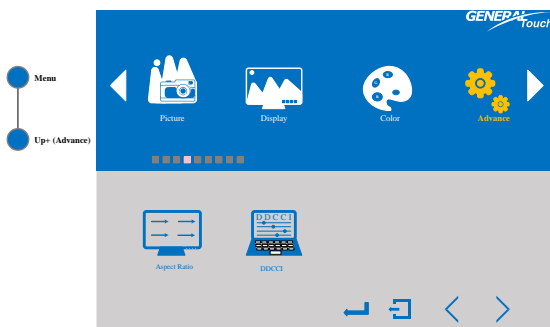 GENERAL
Touch
Menu
Up+ (Advance)
Picture
Display
Color
Advance
DDCCI
Aspect Ratio
DDCCI